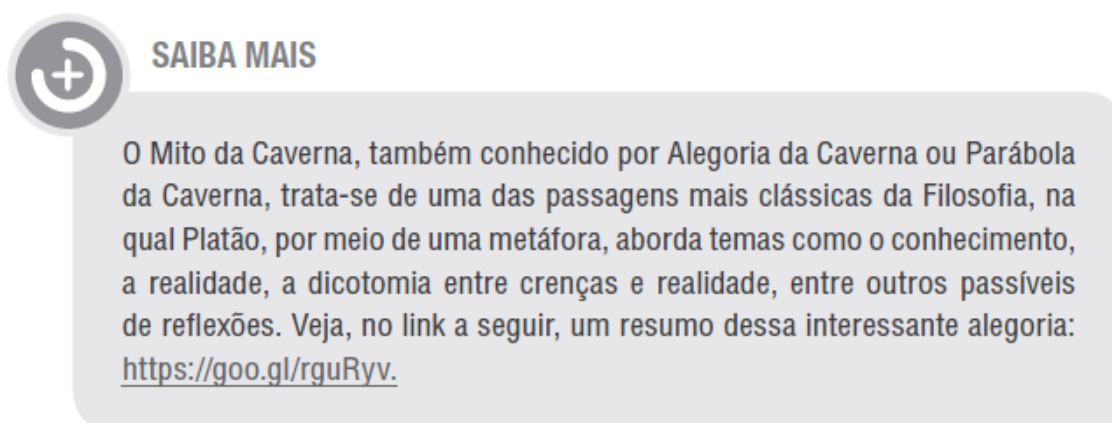 SAIBA MAIS
O Mito da Caverna, também conhecido por Alegoria da Caverna ou Parábola
da Caverna, trata-se de uma das passagens mais clássicas da Filosofia, na
qual Platão, por meio de uma metáfora, aborda temas como o conhecimento,
a realidade, a dicotomia entre crenças e realidade, entre outros passíveis
de reflexões. Veja, no link a seguir, um resumo dessa interessante alegoria:
https://goo.gl/rguRyv.